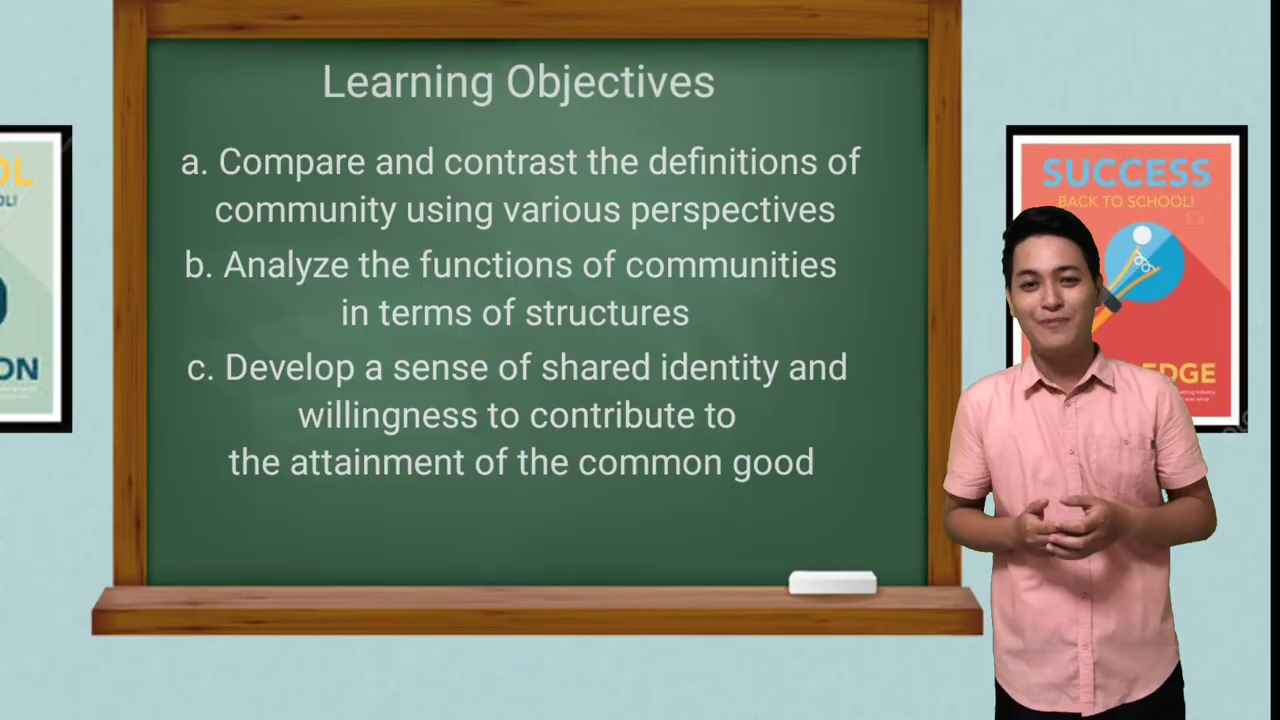 Learning Objectives
a. Compare and contrast the definitions of
community using various perspectives
b. Analyze the functions of communities
in terms of structures
c. Develop a sense of shared identity and
willingness to contribute to
the attainment of the common good
OL
OL!
ON
SUCCESS
BACK TO SCHOOL!
EDGE